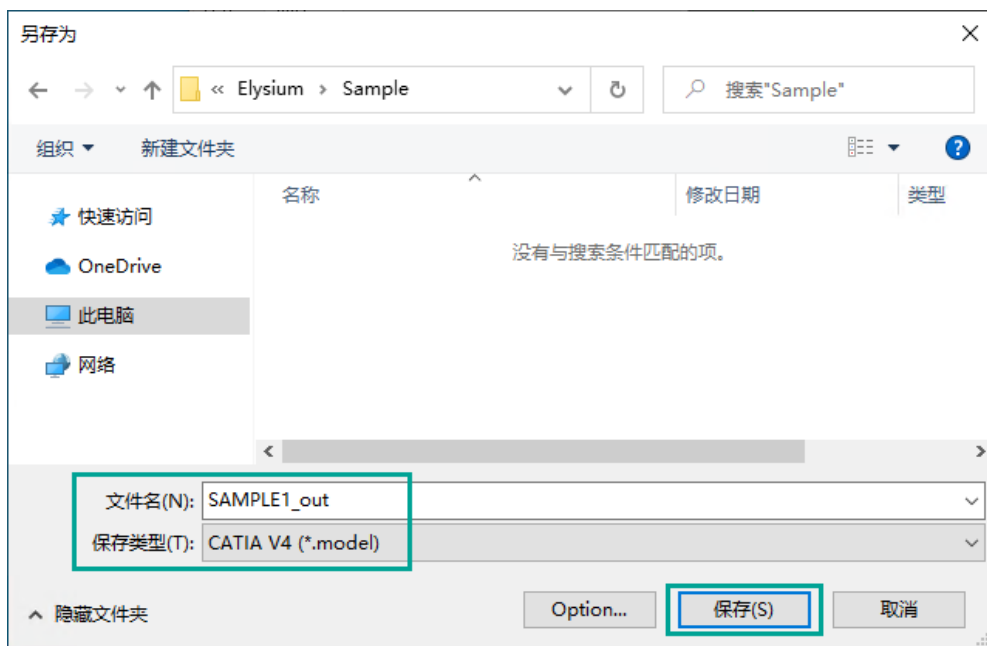 另存为
« Elysium › Sample
搜索"Sample"
组织
新建文件夹
?
名称
修改日期
类型
快速访问
没有与搜索条件匹配的项。
OneDrive
此电脑
网络
文件名(N): SAMPLE1_out
保存类型(T): CATIA V4 (*.model)
隐藏文件夹
Option...
保存(S)
取消